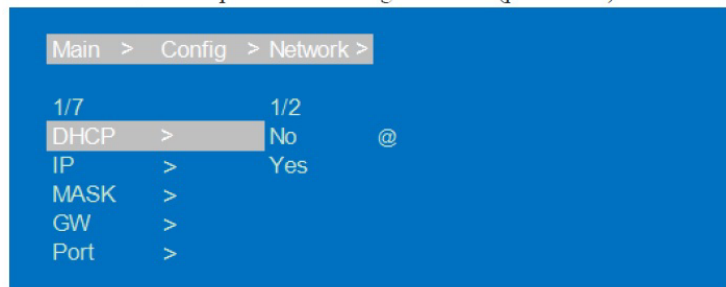 Main > Config > Network >
1/7 1/2
DHCP > No @
IP > Yes
MASK >
GW >
Port >